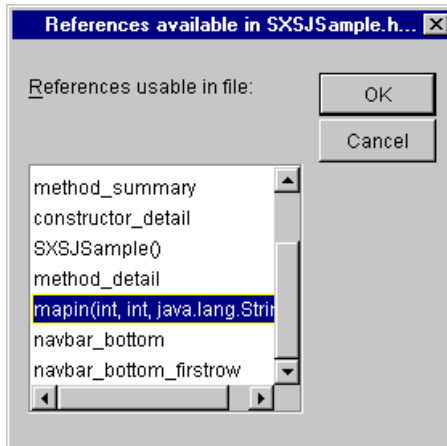 References available in SXSJSample.h...
References usable in file:
OK
Cancel
method_summary
constructor_detail
SXSJSample()
method_detail
mapin(int, int, java.lang.Strin
navbar_bottom
navbar_bottom_firstrow